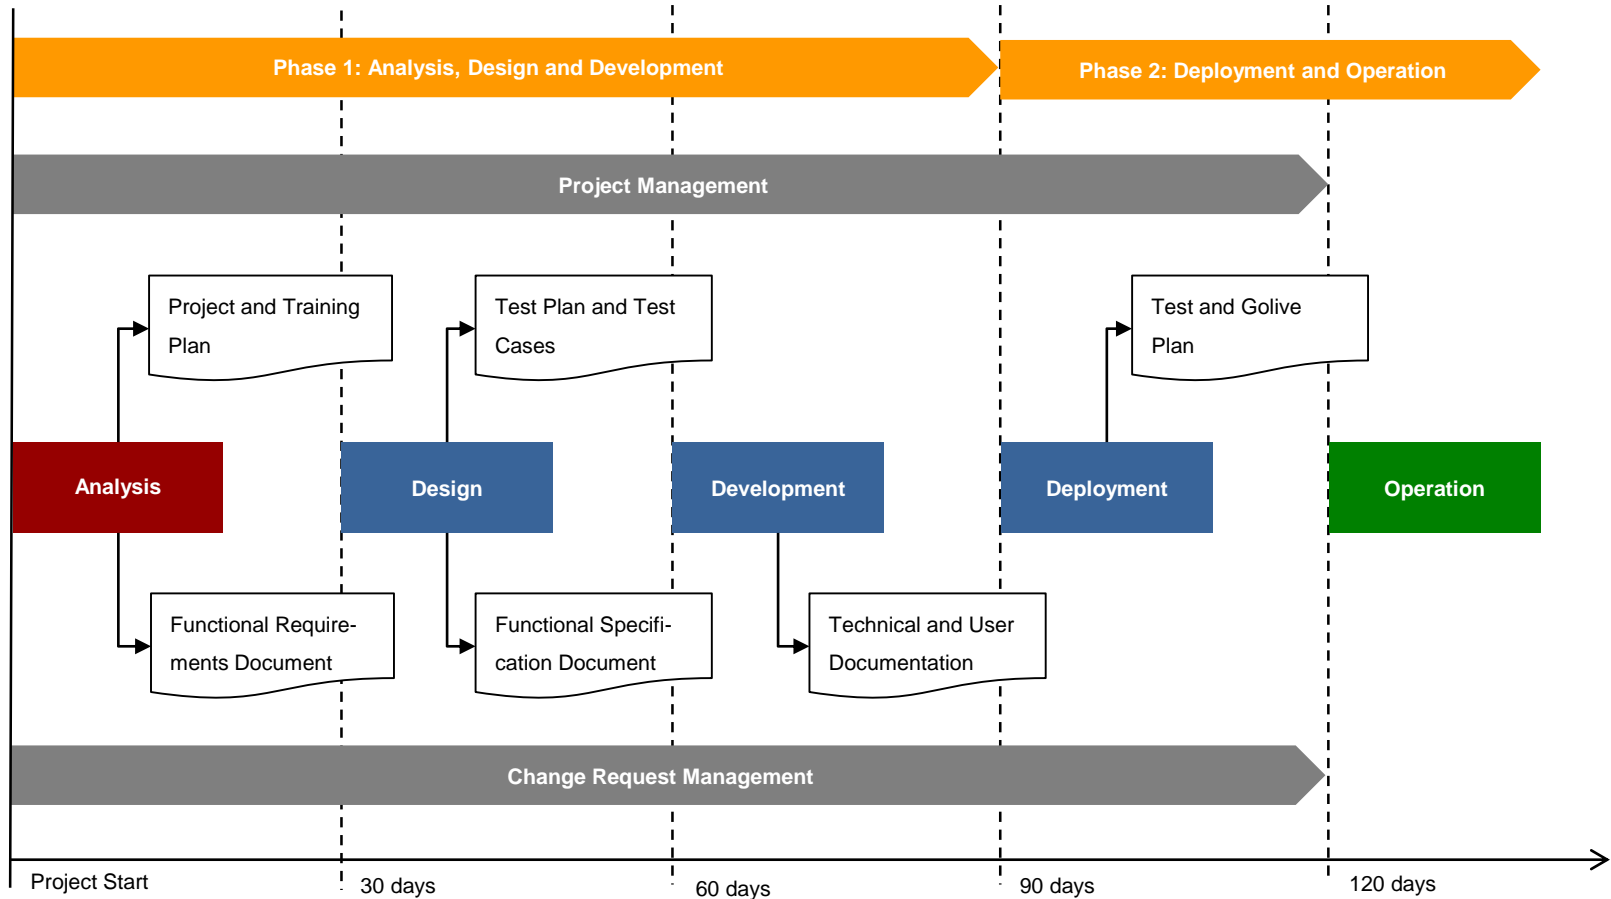 Phase 1: Analysis, Design and Development
Phase 2: Deployment and Operation
Project Management
Project and Training
Plan
Test Plan and Test
Cases
Test and Golive
Plan
Analysis
Design
Development
Deployment
Operation
Functional Require-
ments Document
Functional Specifi-
cation Document
Technical and User
Documentation
Change Request Management
Project Start
30 days
60 days
90 days
120 days